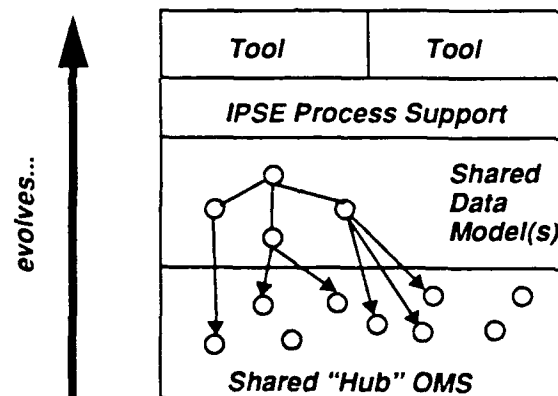 Tool
Tool
IPSE Process Support
Shared
Data
Model(s)
evolves...
Shared "Hub" OMS